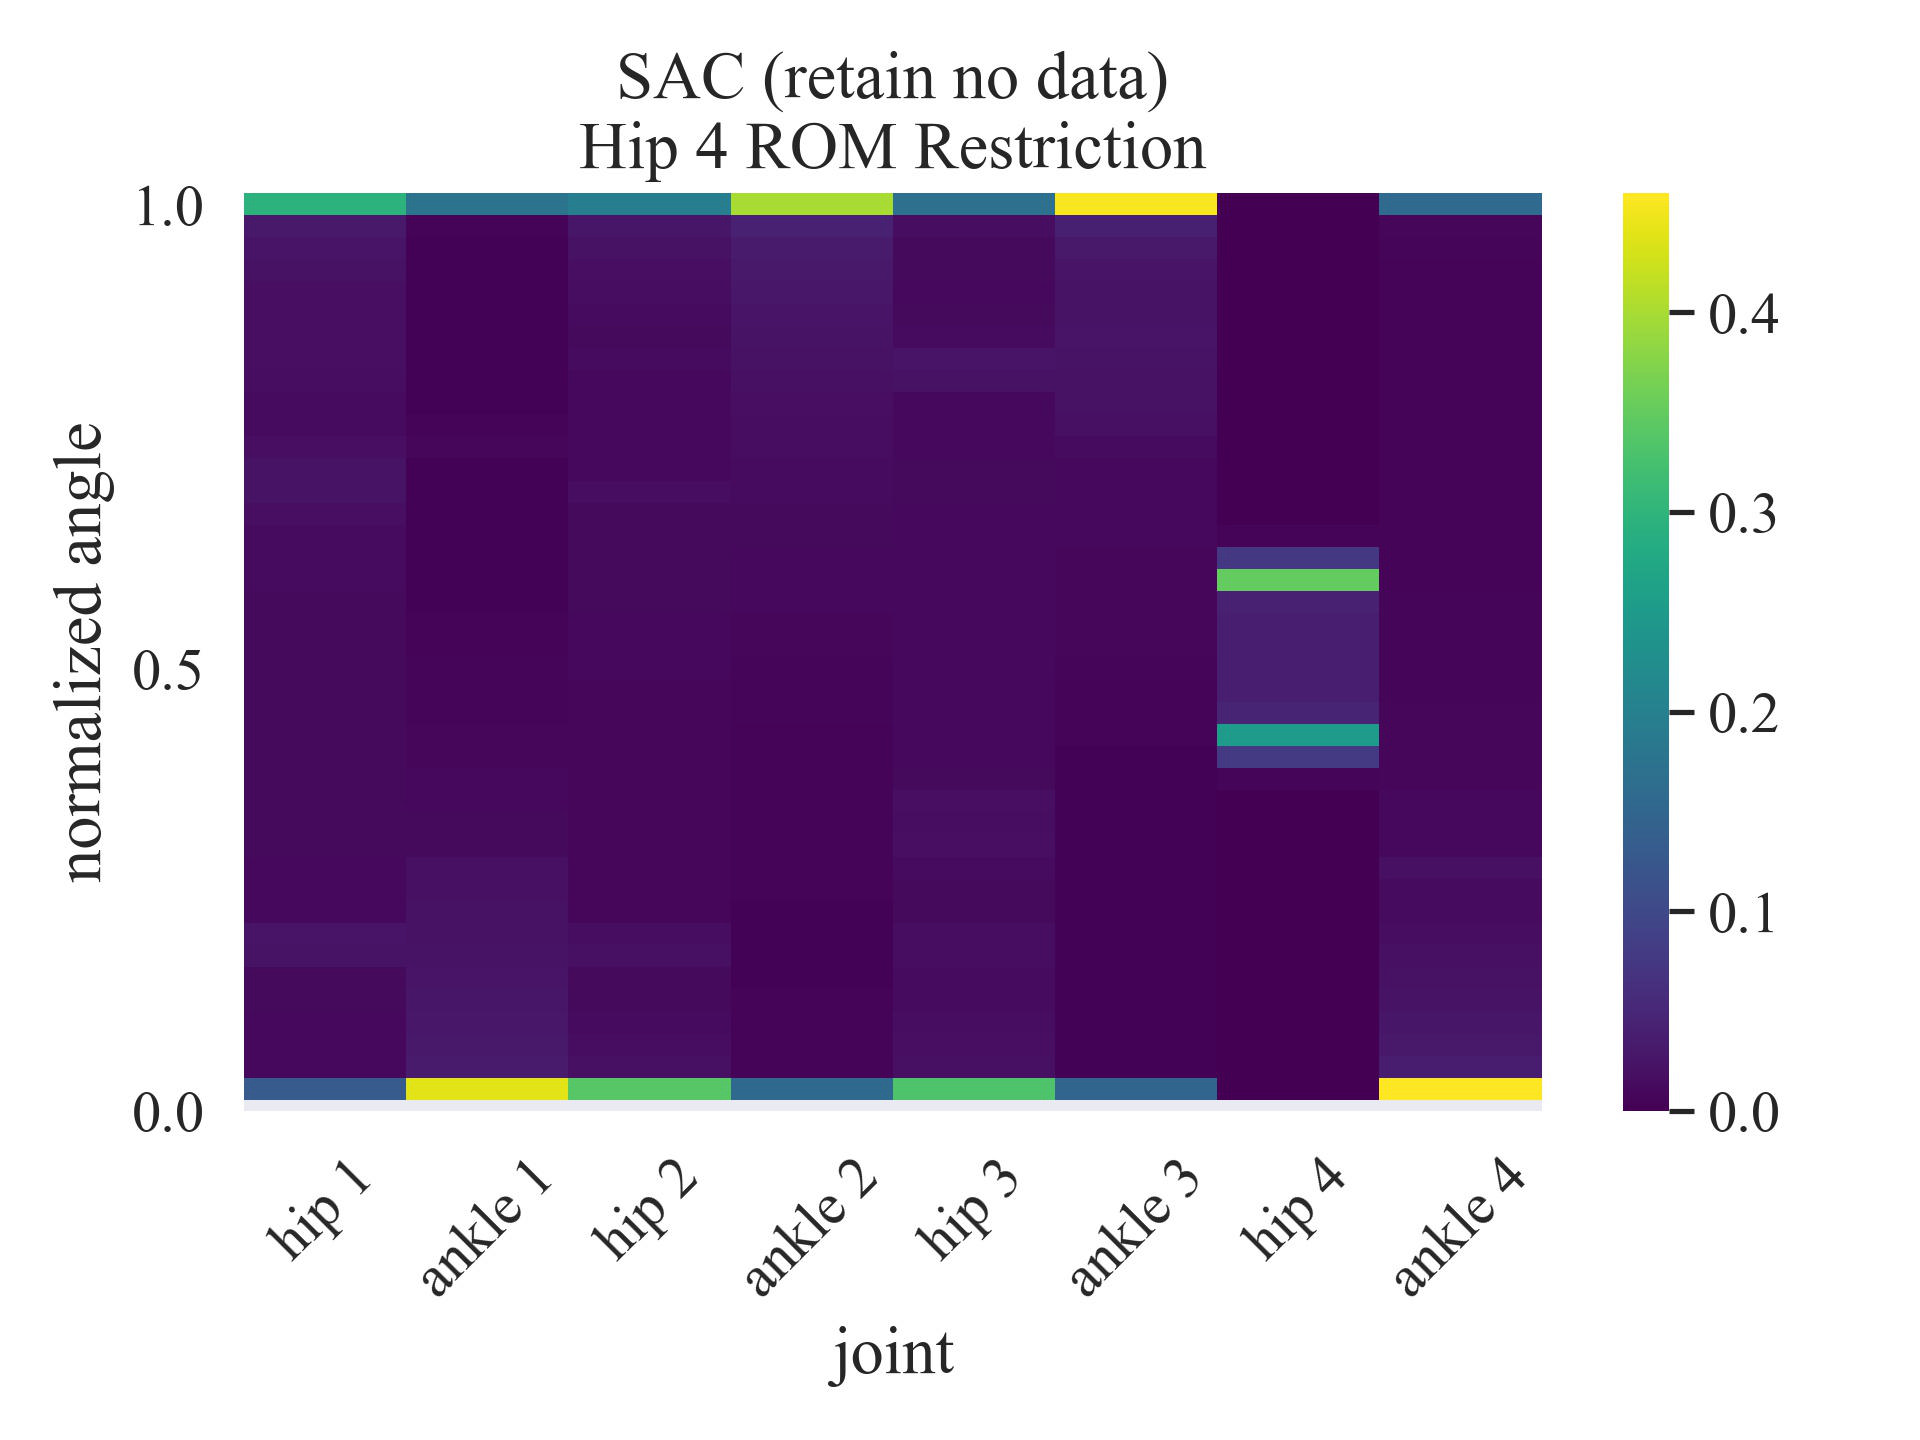 SAC (retain no data)
Hip 4 ROM Restriction
normalized angle
1.0
0.5
0.0
hip 1
ankle 1
hip 2
ankle 2
hip 3
ankle 3
hip 4
ankle 4
joint
0.4
0.3
0.2
0.1
0.0